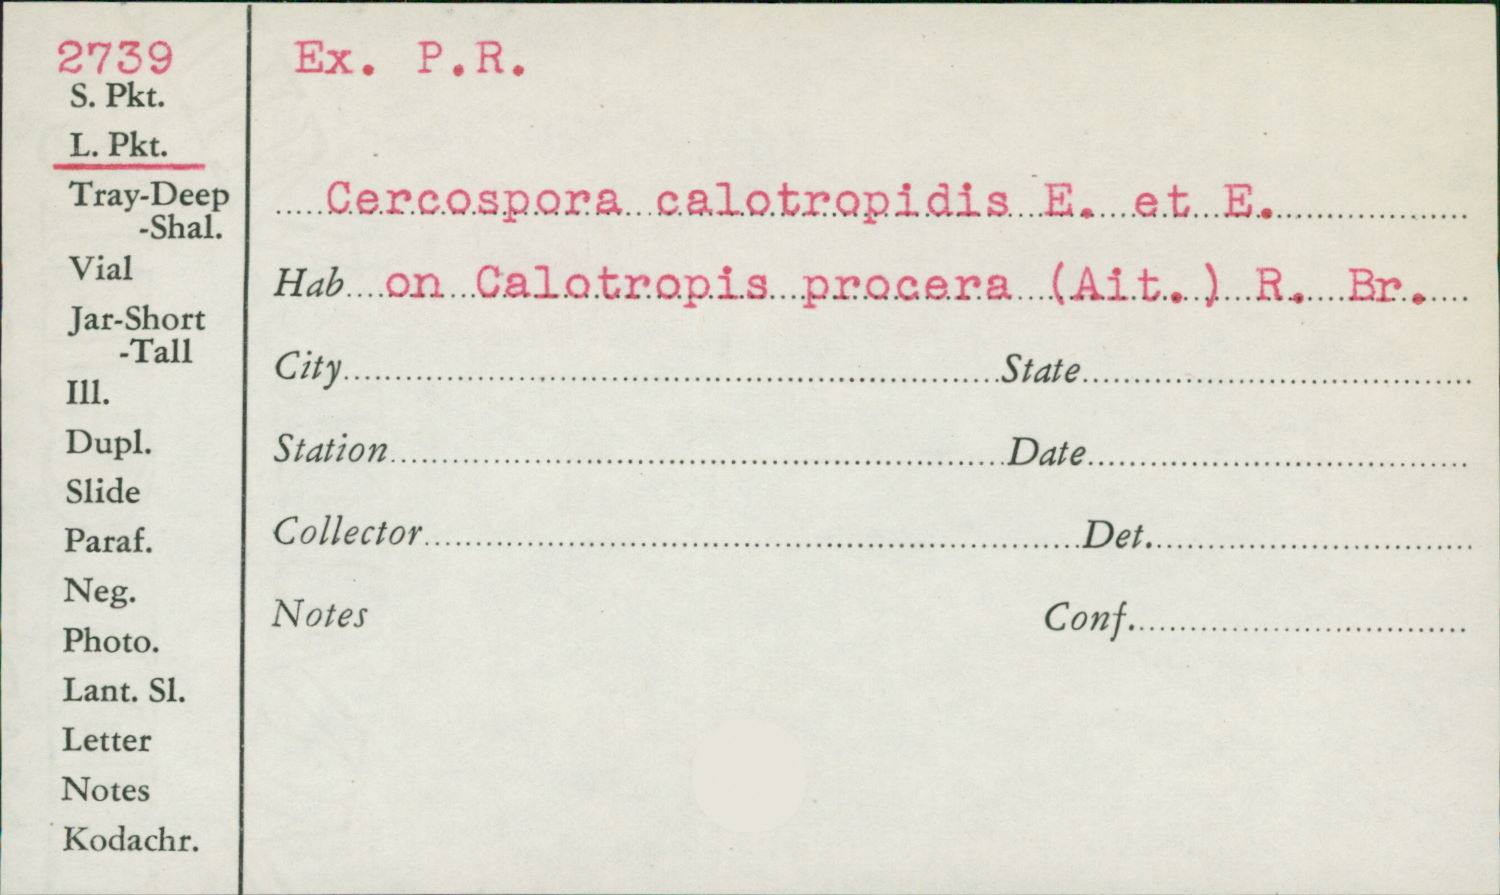 2739
S. Pkt.
L. Pkt.
Tray-Deep
-Shal.
Vial
Jar-Short
-Tall
Ill.
Dupl.
Slide
Paraf.
Neg.
Photo.
Lant. Sl.
Letter
Notes
Kodachr.
Ex. P.R.
Cercospora calotropidis E. et E.
Hab on Calotropis procera (Ait.) R. Br.
City State
Station Date
Collector Det.
Notes Conf.